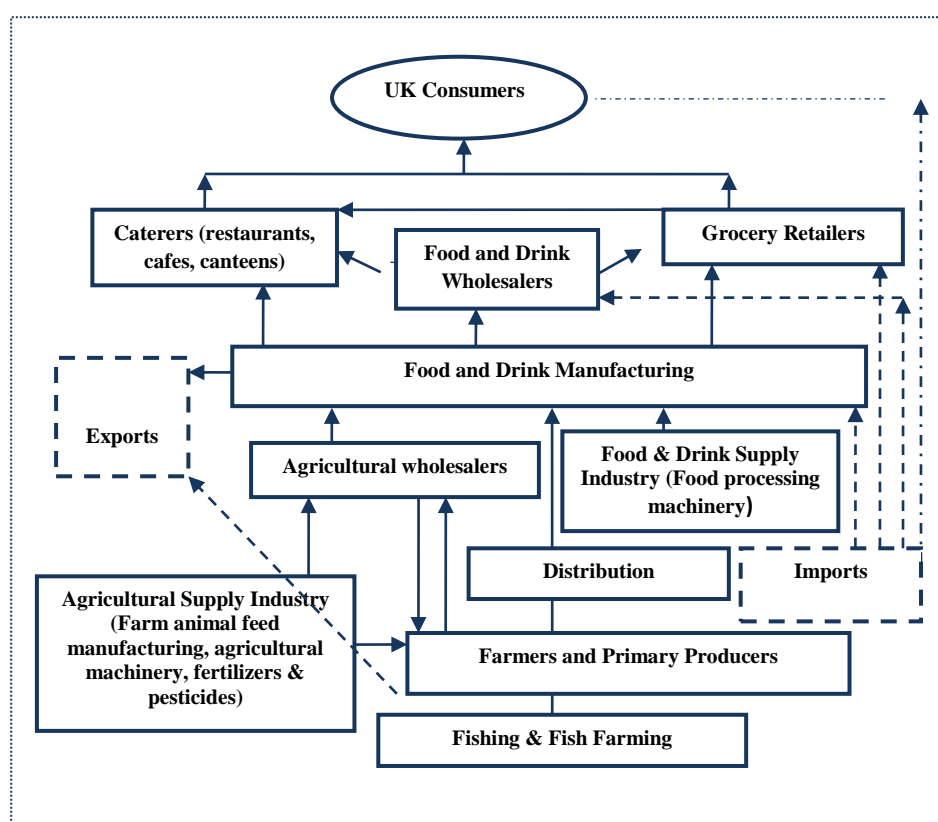 UK Consumers
Caterers (restaurants,
cafes, canteens)
Food and Drink
Wholesalers
Grocery Retailers
Food and Drink Manufacturing
Exports
Agricultural wholesalers
Food & Drink Supply
Industry (Food processing
machinery)
Distribution
Imports
Agricultural Supply Industry
(Farm animal feed
manufacturing, agricultural
machinery, fertilizers &
pesticides)
Farmers and Primary Producers
Fishing & Fish Farming